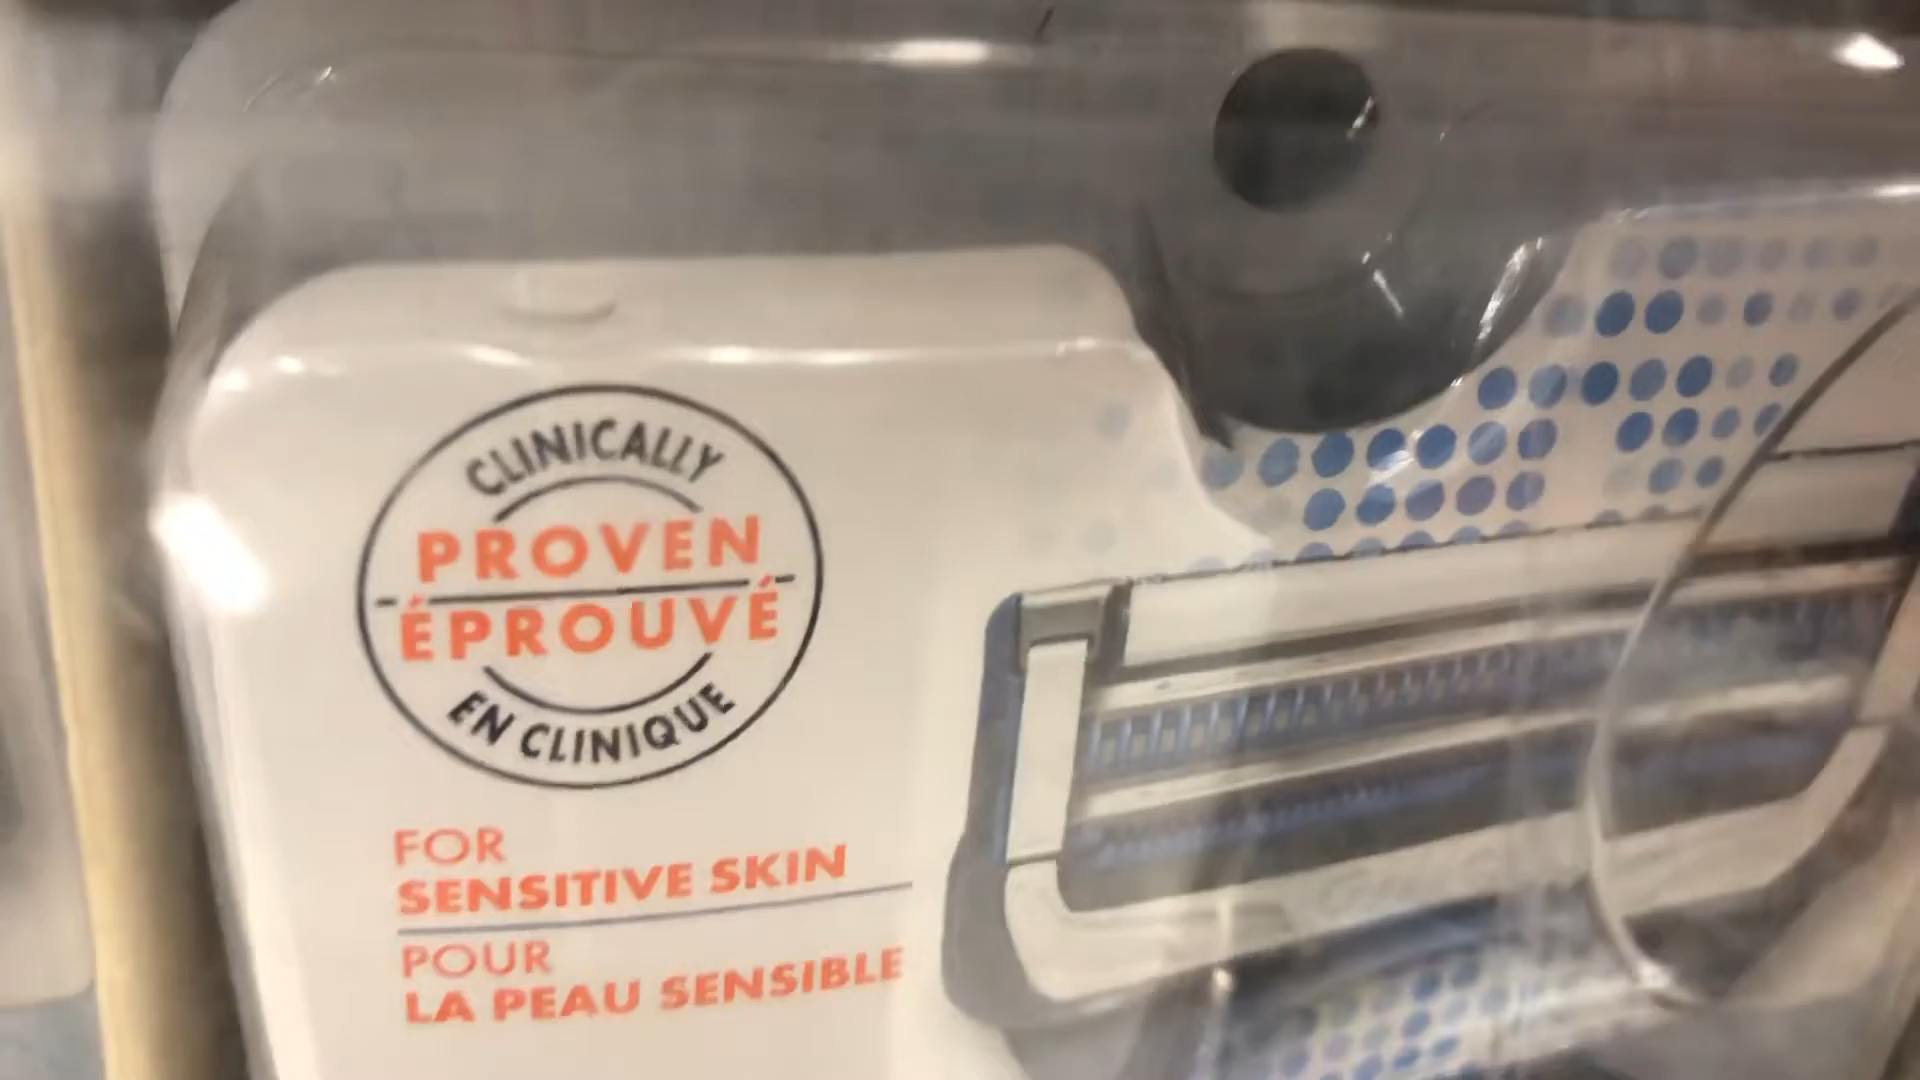 CLINICALLY
PROVEN
ÉPROUVÉ
EN CLINIQUE
FOR
SENSITIVE SKIN
POUR
LA PEAU SENSIBLE